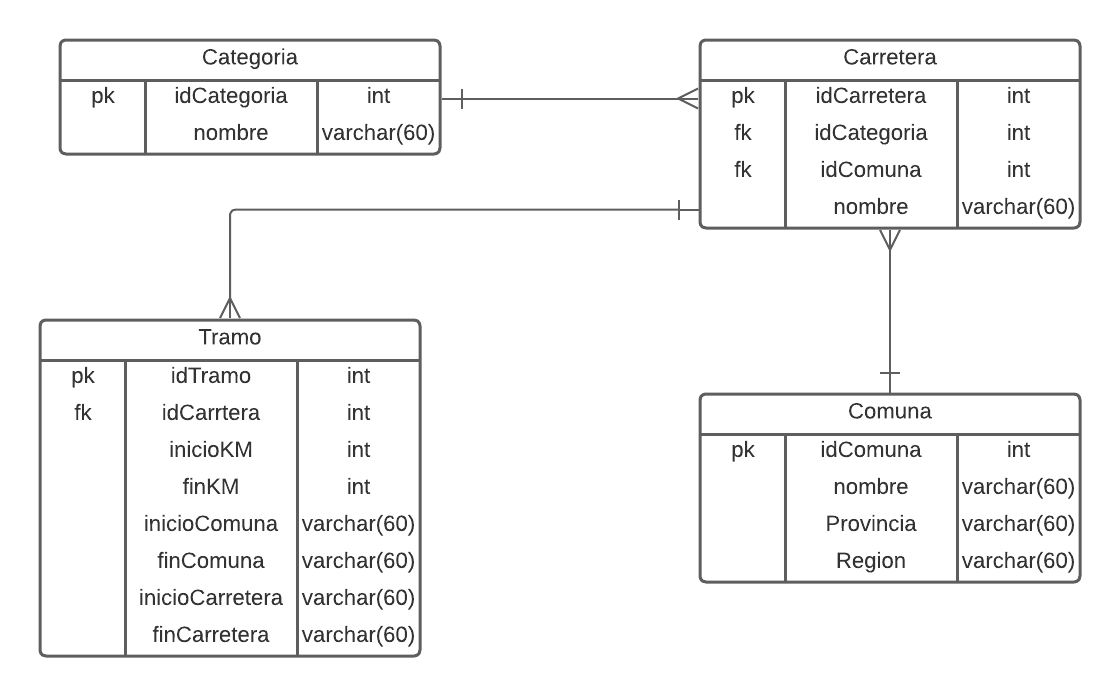 Categoria
pk idCategoria int
nombre varchar(60)
Carretera
pk idCarretera int
fk idCategoria int
fk idComuna int
nombre varchar(60)
Tramo
pk idTramo int
fk idCarrtera int
inicioKM int
finKM int
inicioComuna varchar(60)
finComuna varchar(60)
inicioCarretera varchar(60)
finCarretera varchar(60)
Comuna
pk idComuna int
nombre varchar(60)
Provincia varchar(60)
Region varchar(60)